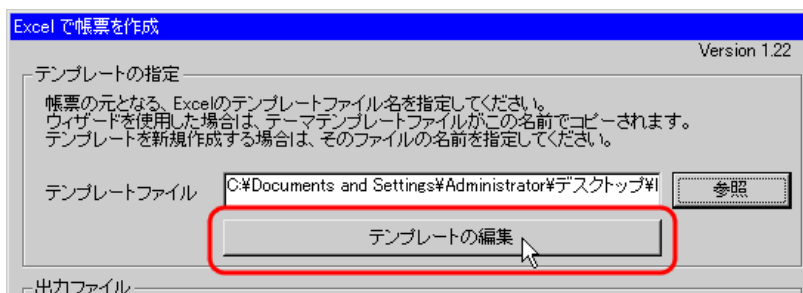 Excel で帳票を作成
Version 1.22
テンプレートの指定
帳票の元となる、Excelのテンプレートファイル名を指定してください。
ウィザードを使用した場合は、テーマテンプレートファイルがこの名前でコピーされます。
テンプレートを新規作成する場合は、そのファイルの名前を指定してください。
テンプレートファイル C:¥Documents and Settings¥Administrator¥デスクトップ¥I 参照
テンプレートの編集
出力ファイル